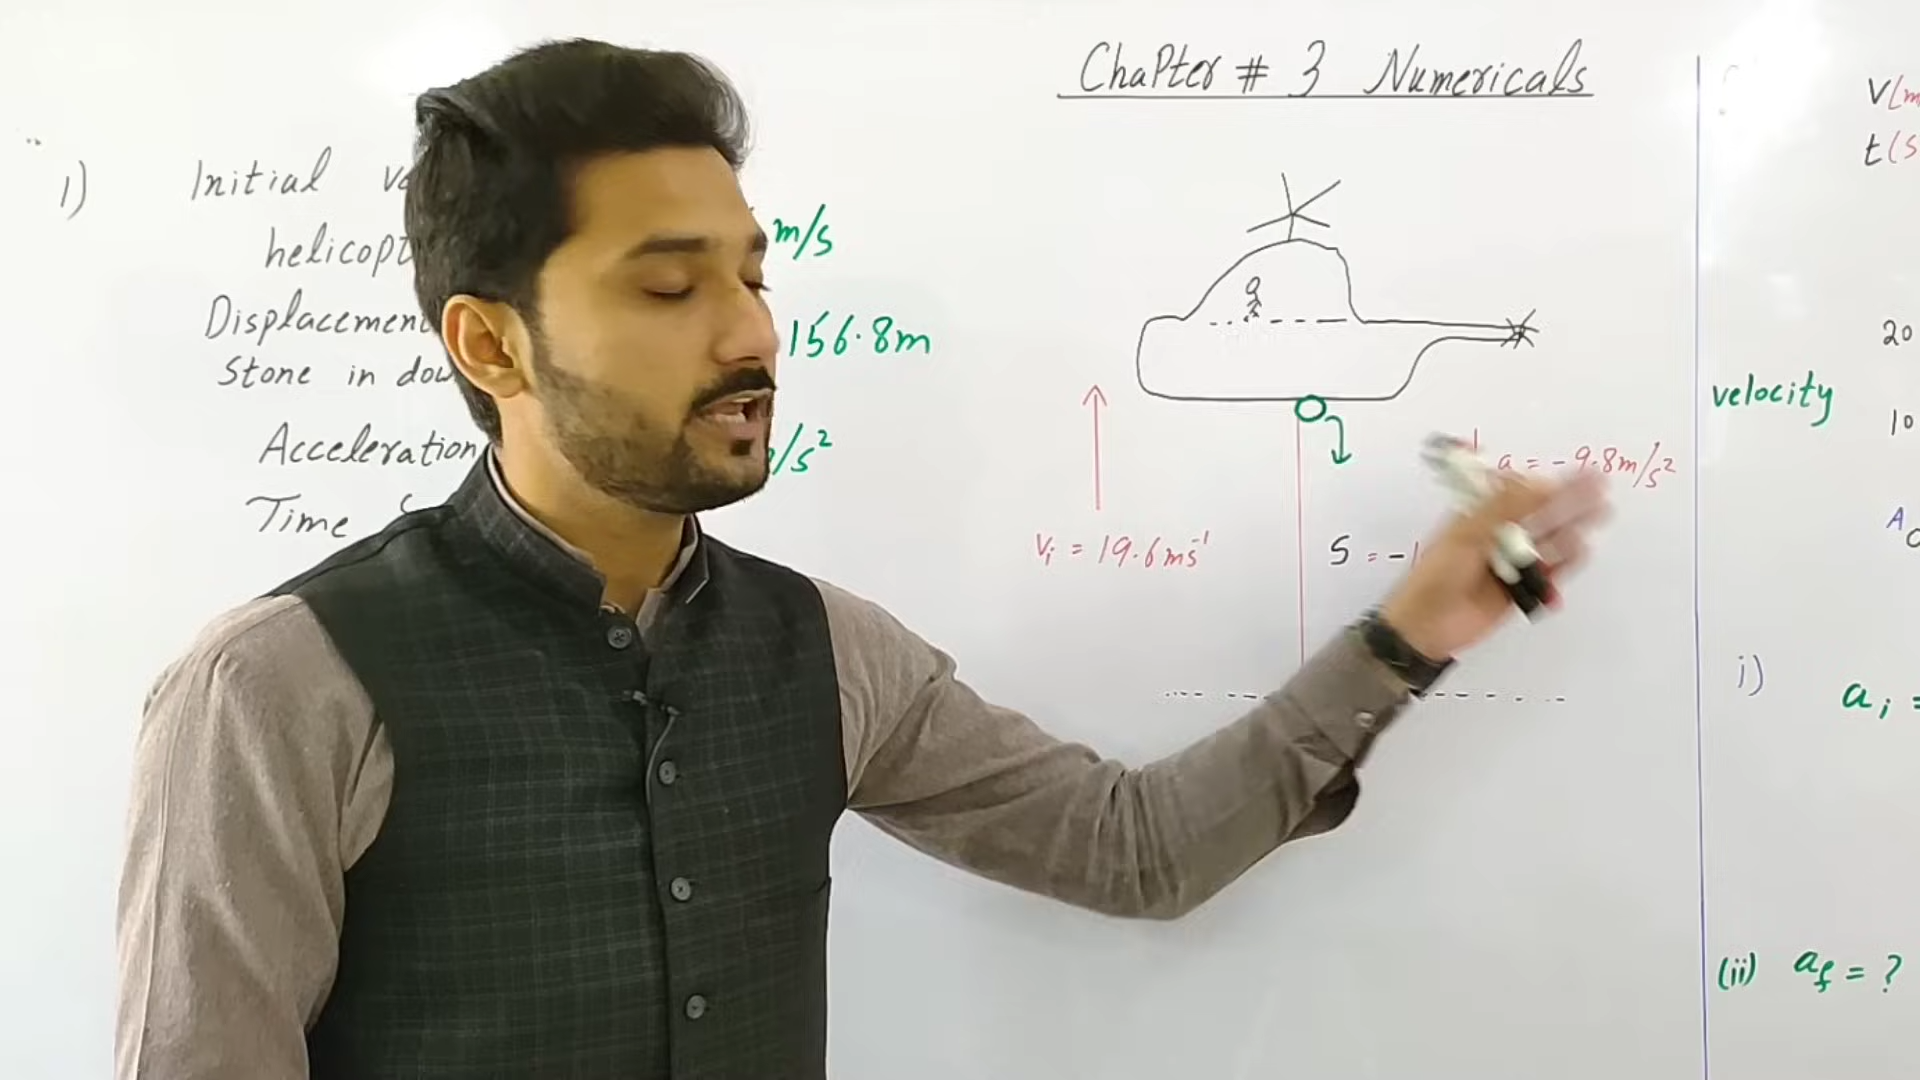 ChaPter # 3 Numericals
1) Initial
helicopt
m/s
Displacement
156.8m
Stone in dow
Acceleration
/s²
Time
Vi = 19.6ms⁻¹
a = -9.8m/s²
S = -1
V(m
t(s
20
velocity
10
A
i) ai =
(ii) af = ?